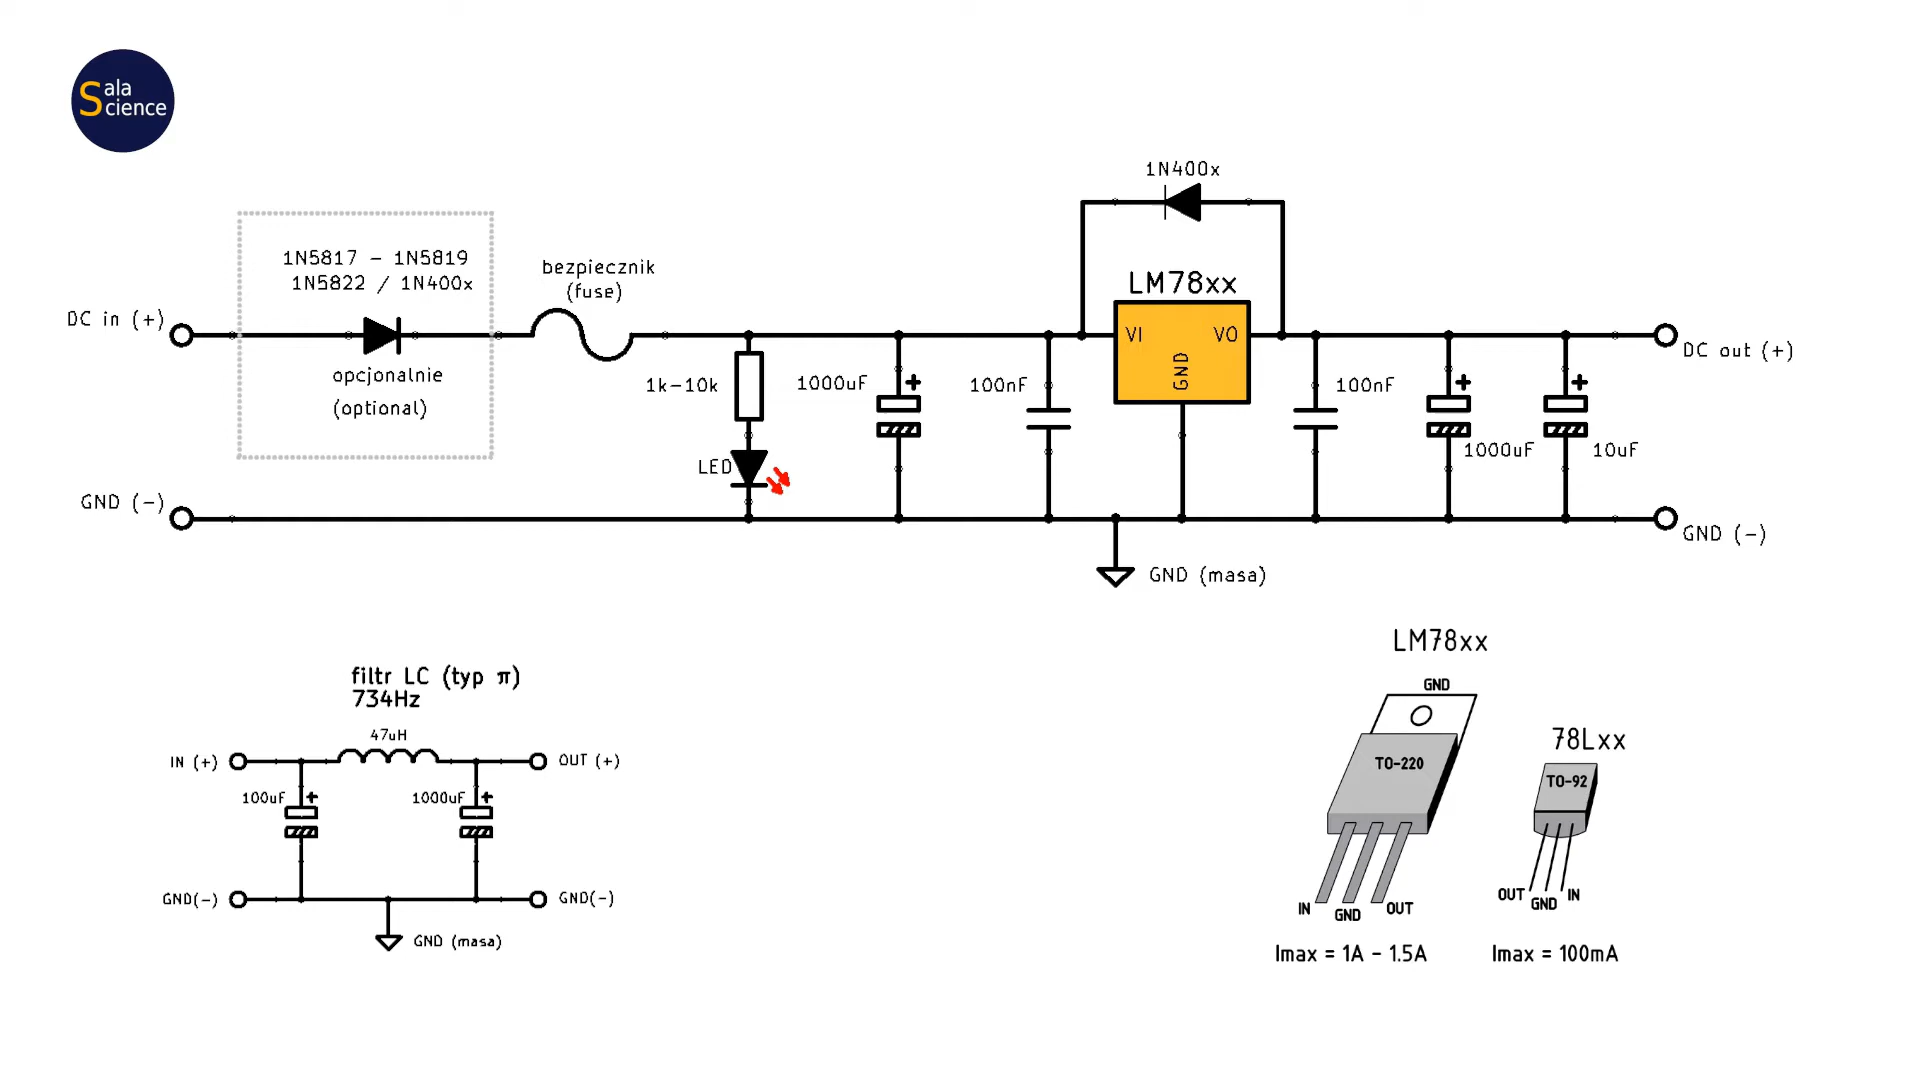 Sala
Science
1N400x
1N5817 – 1N5819
1N5822 / 1N400x
bezpiecznik
(fuse)
LM78xx
DC in (+)
VI
VO
GND
DC out (+)
opcjonalnie
(optional)
1k–10k
1000uF
+
100nF
100nF
+
1000uF
+
10uF
LED
GND (–)
GND (–)
GND (masa)
filtr LC (typ π)
734Hz
47uH
IN (+)
OUT (+)
100uF
+
1000uF
+
GND(–)
GND(–)
GND (masa)
LM78xx
GND
TO-220
IN
GND
OUT
Imax = 1A - 1.5A
78Lxx
TO-92
OUT
GND
IN
Imax = 100mA